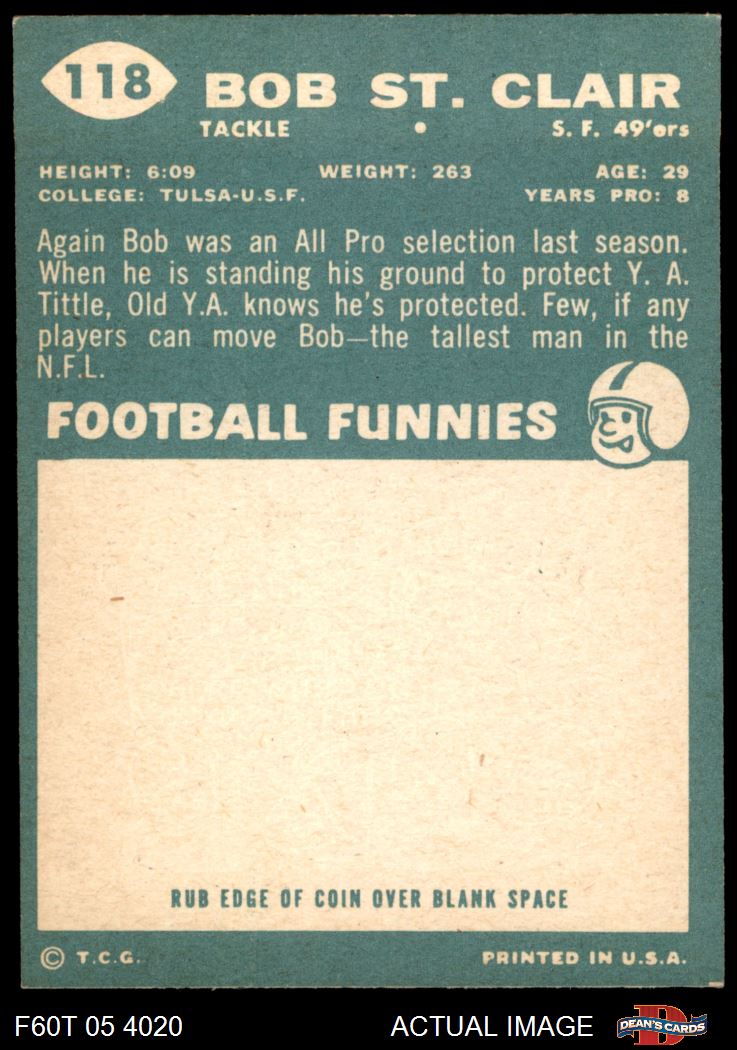 118 BOB ST. CLAIR
TACKLE • S. F. 49'ers
HEIGHT: 6:09 WEIGHT: 263 AGE: 29
COLLEGE: TULSA-U.S.F. YEARS PRO: 8
Again Bob was an All Pro selection last season.
When he is standing his ground to protect Y. A.
Tittle, Old Y.A. knows he's protected. Few, if any
players can move Bob—the tallest man in the
N.F.L.
FOOTBALL FUNNIES
RUB EDGE OF COIN OVER BLANK SPACE
© T.C.G. PRINTED IN U.S.A.
F60T 05 4020 ACTUAL IMAGE D DEAN'S CARDS